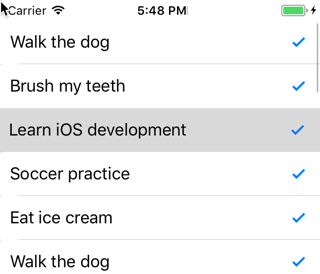 Carrier 5:48 PM
Walk the dog
Brush my teeth
Learn iOS development
Soccer practice
Eat ice cream
Walk the dog